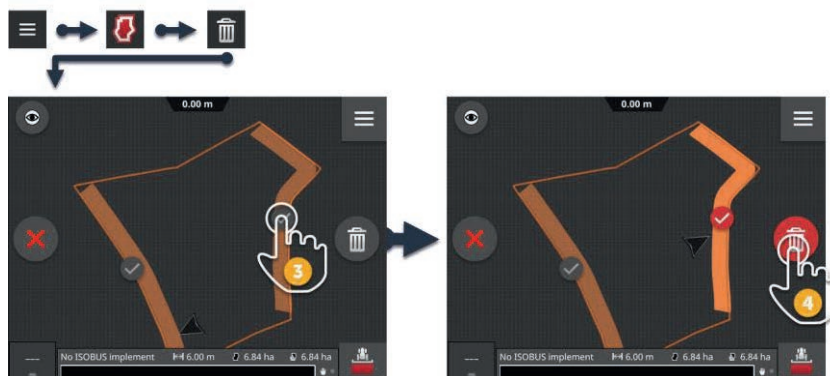 0.00 m
3
---
No ISOBUS implement 6.00 m 6.84 ha 6.84 ha
0.00 m
4
---
No ISOBUS implement 6.00 m 6.84 ha 6.84 ha